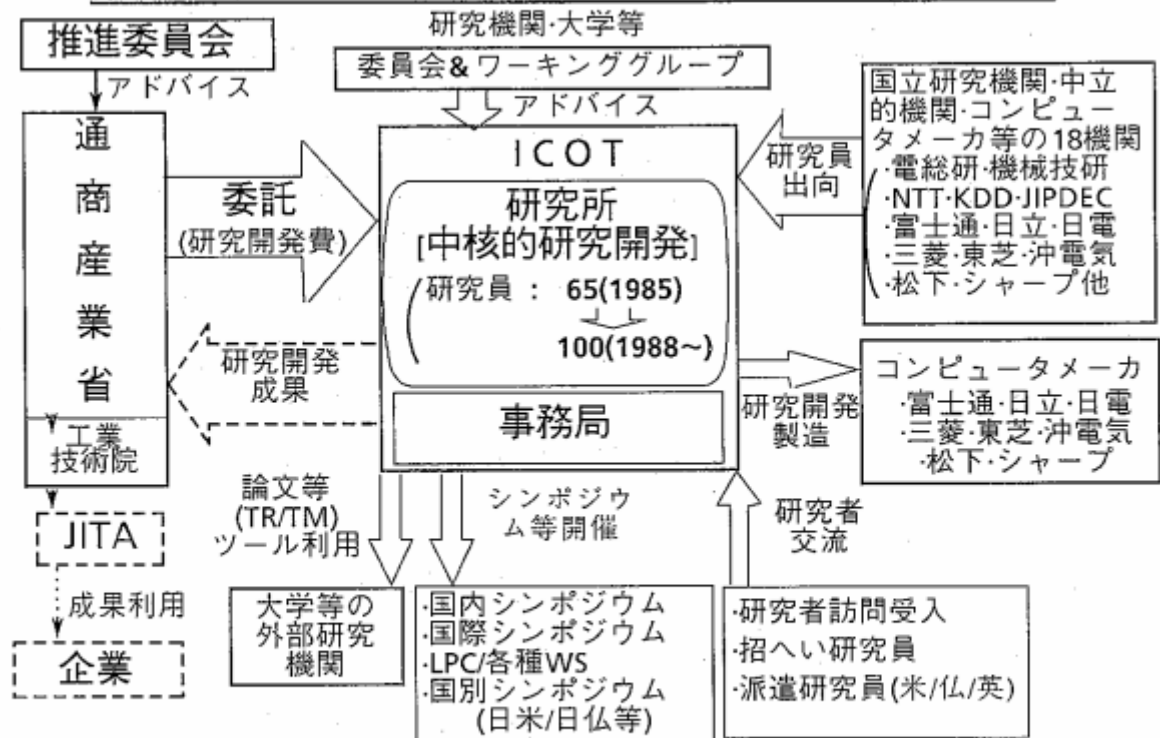 研究機関·大学等
推進委員会
委員会&ワーキンググループ
アドバイス
アドバイス
通商産業省
工業
技術院
委託
(研究開発費)
研究開発
成果
ICOT
研究所
[中核的研究開発]
(研究員 : 65(1985)
100(1988~)
事務局
研究員
出向
国立研究機関·中立
的機関·コンピュー
タメーカ等の18機関
·電総研·機械技研
·NTT·KDD·JIPDEC
·富士通·日立·日電
·三菱·東芝·沖電気
·松下·シャープ他
研究開発
製造
コンピュータメーカ
·富士通·日立·日電
·三菱·東芝·沖電気
·松下·シャープ
JITA
成果利用
企業
論文等
(TR/TM)
ツール利用
大学等の
外部研究
機関
シンポジウ
ム等開催
·国内シンポジウム
·国際シンポジウム
·LPC/各種WS
·国別シンポジウム
(日米/日仏等)
研究者
交流
·研究者訪問受入
·招へい研究員
·派遣研究員(米/仏/英)